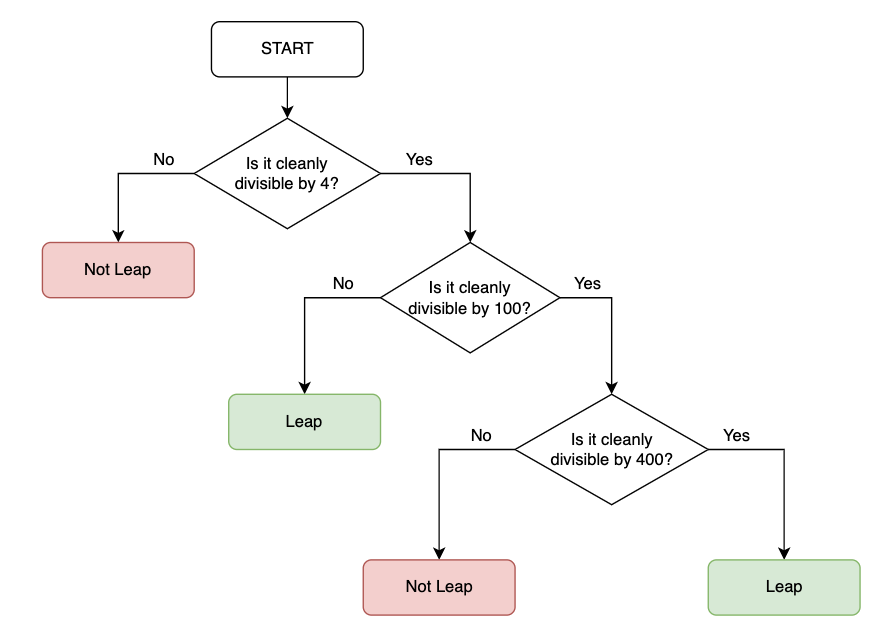 START
No
Yes
Is it cleanly
divisible by 4?
Not Leap
No
Yes
Is it cleanly
divisible by 100?
Leap
No
Yes
Is it cleanly
divisible by 400?
Not Leap
Leap